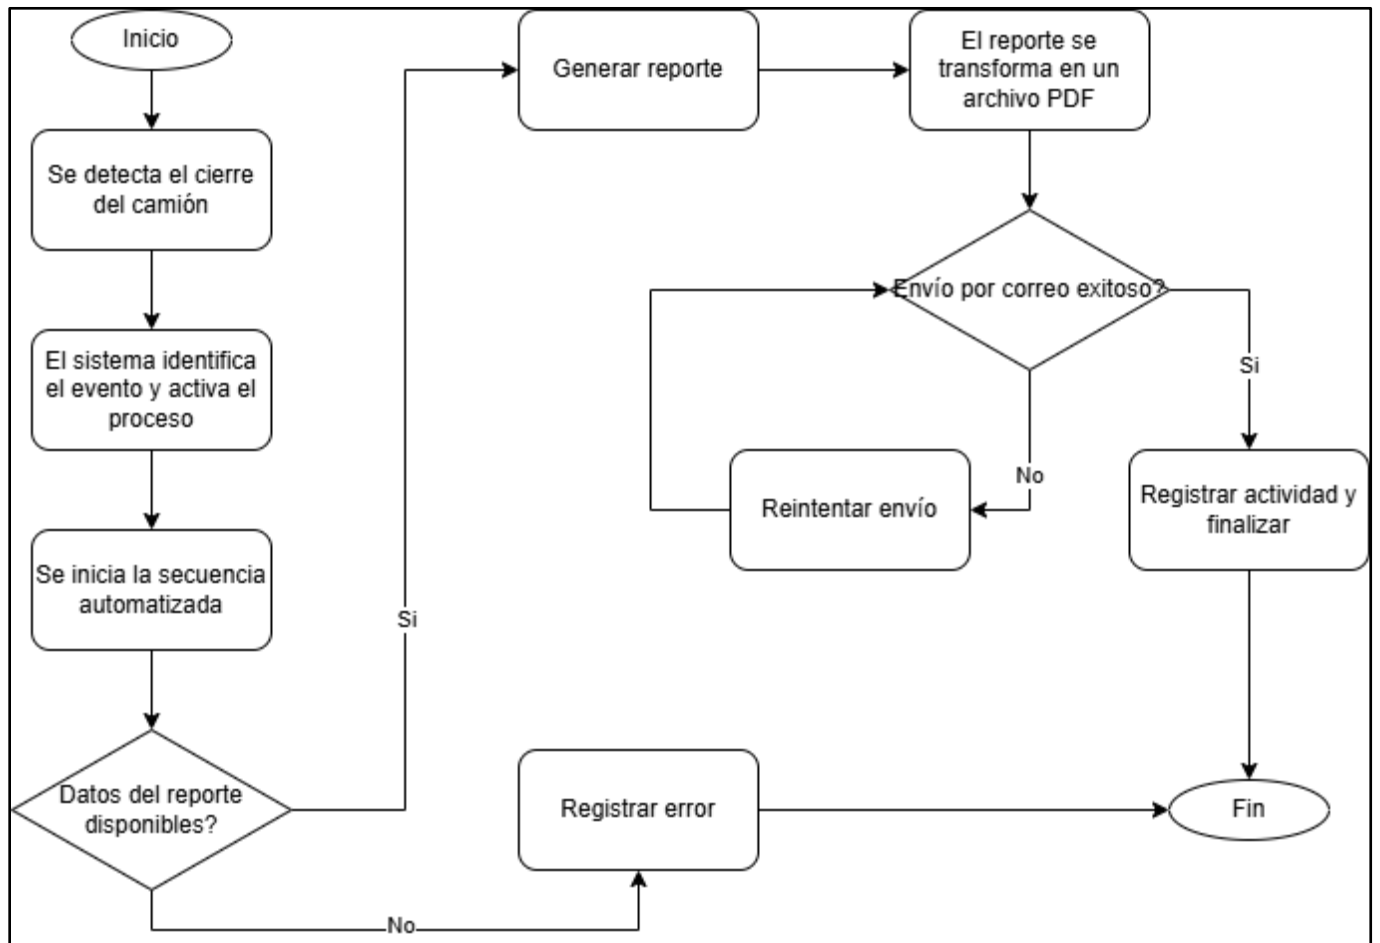 Inicio
Se detecta el cierre
del camión
El sistema identifica
el evento y activa el
proceso
Se inicia la secuencia
automatizada
Datos del reporte
disponibles?
Si
No
Generar reporte
El reporte se
transforma en un
archivo PDF
Envío por correo exitoso?
No
Reintentar envío
Si
Registrar actividad y
finalizar
Registrar error
Fin